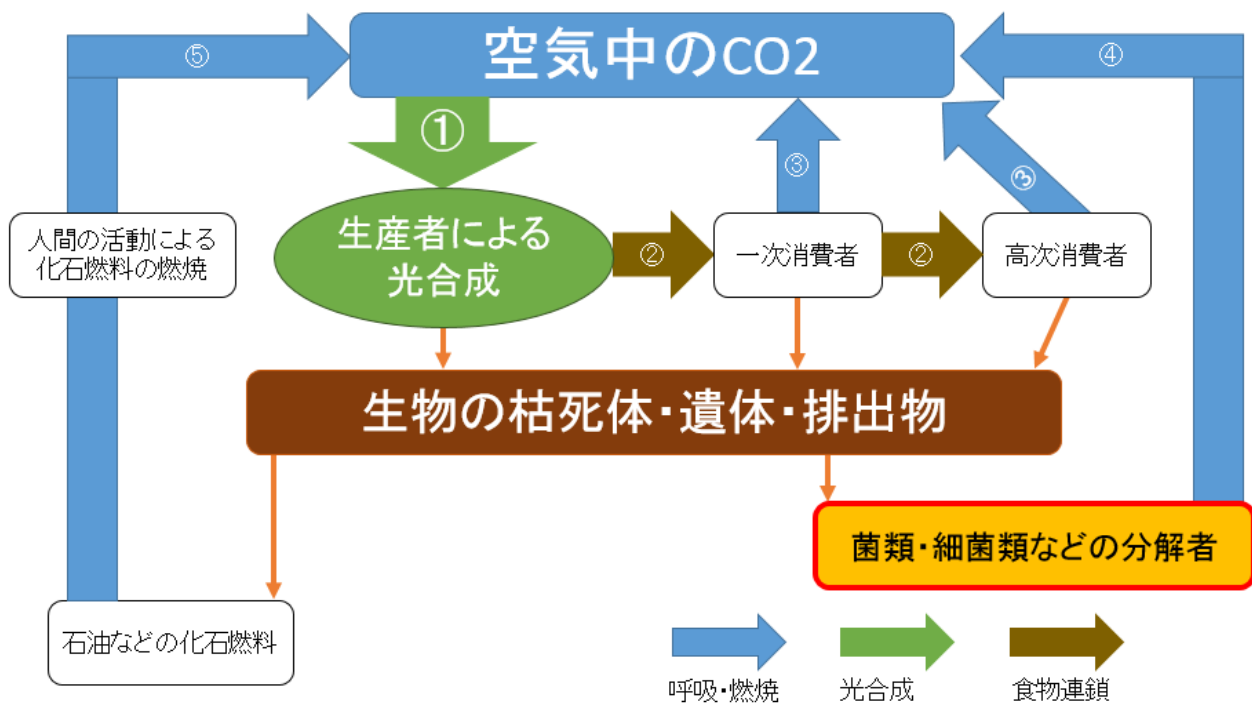 ⑤
空気中のCO2
④
①
③
③
人間の活動による
化石燃料の燃焼
生産者による
光合成
②
一次消費者
②
高次消費者
生物の枯死体・遺体・排出物
菌類・細菌類などの分解者
石油などの化石燃料
呼吸・燃焼
光合成
食物連鎖